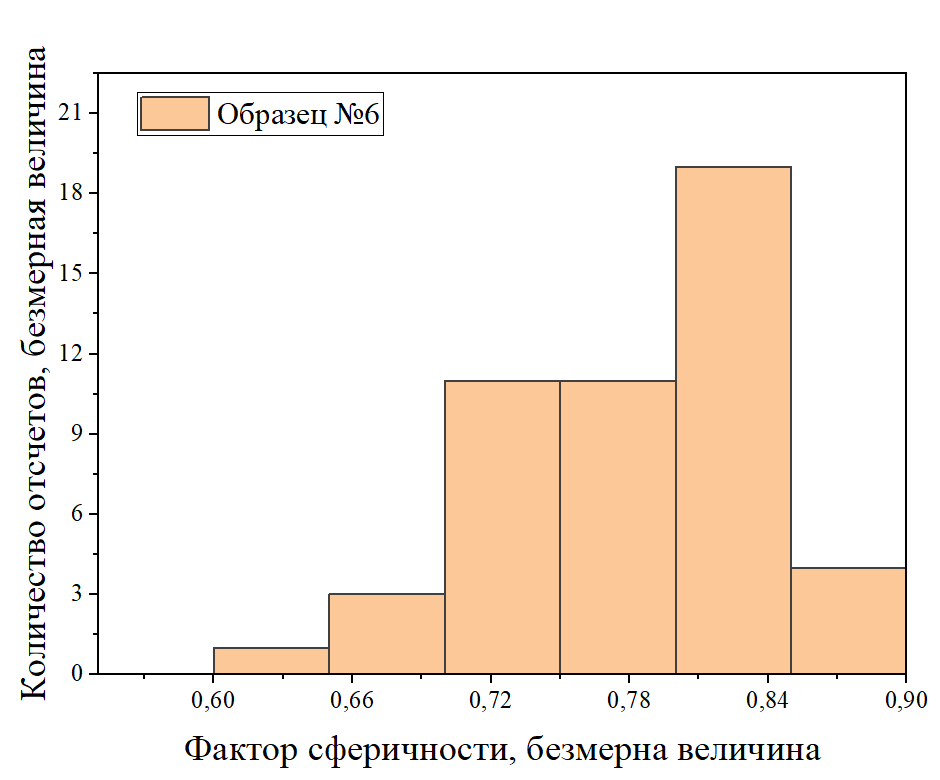 Количество отсчетов, безмерная величина
Образец №6
21
18
15
12
9
6
3
0
0,60 0,66 0,72 0,78 0,84 0,90
Фактор сферичности, безмерна величина